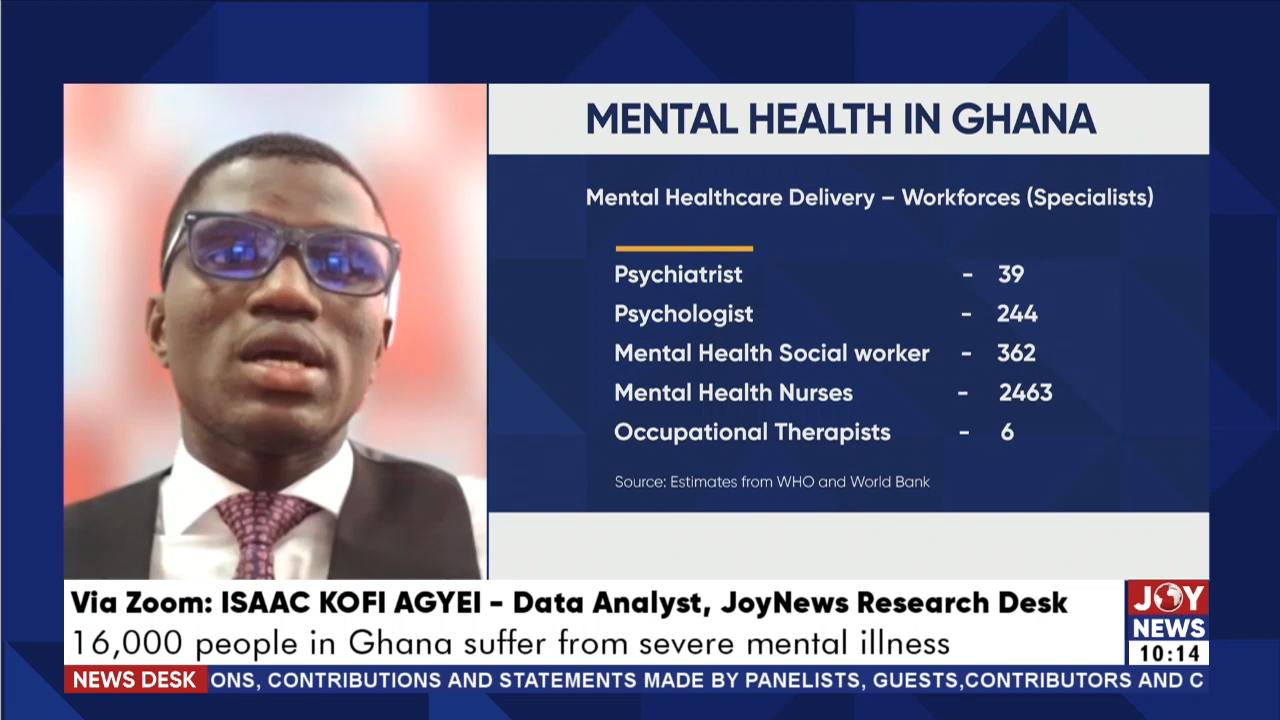 MENTAL HEALTH IN GHANA
Mental Healthcare Delivery – Workforces (Specialists)
Psychiatrist - 39
Psychologist - 244
Mental Health Social worker - 362
Mental Health Nurses - 2463
Occupational Therapists - 6
Source: Estimates from WHO and World Bank
Via Zoom: ISAAC KOFI AGYEI – Data Analyst, JoyNews Research Desk
16,000 people in Ghana suffer from severe mental illness
JOY
NEWS
10:14
NEWS DESK ONS, CONTRIBUTIONS AND STATEMENTS MADE BY PANELISTS, GUESTS,CONTRIBUTORS AND C